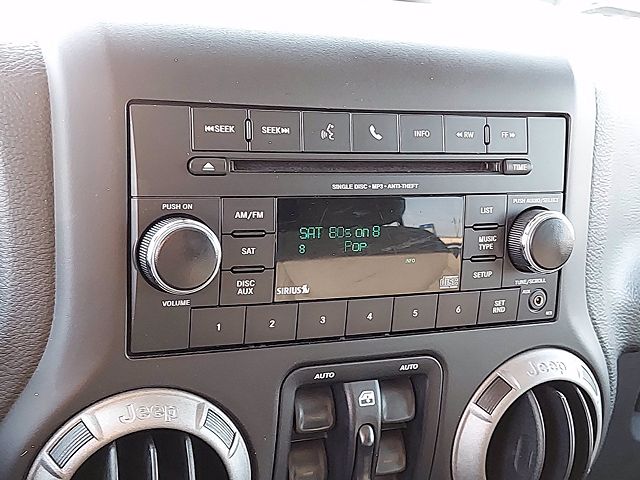 SEEK SEEK INFO RW FF
TIME
SINGLE DISC • MP3 • ANTI-THEFT
PUSH ON
VOLUME
AM/FM
SAT
DISC
AUX
SAT 80s on 8
8 Pop
INFO
SIRIUS
DISC
LIST
MUSIC
TYPE
SETUP
PUSH AUDIO/SELECT
TUNE/SCROLL
1 2 3 4 5 6
SET
RND
AUX
AUTO AUTO
Jeep Jeep